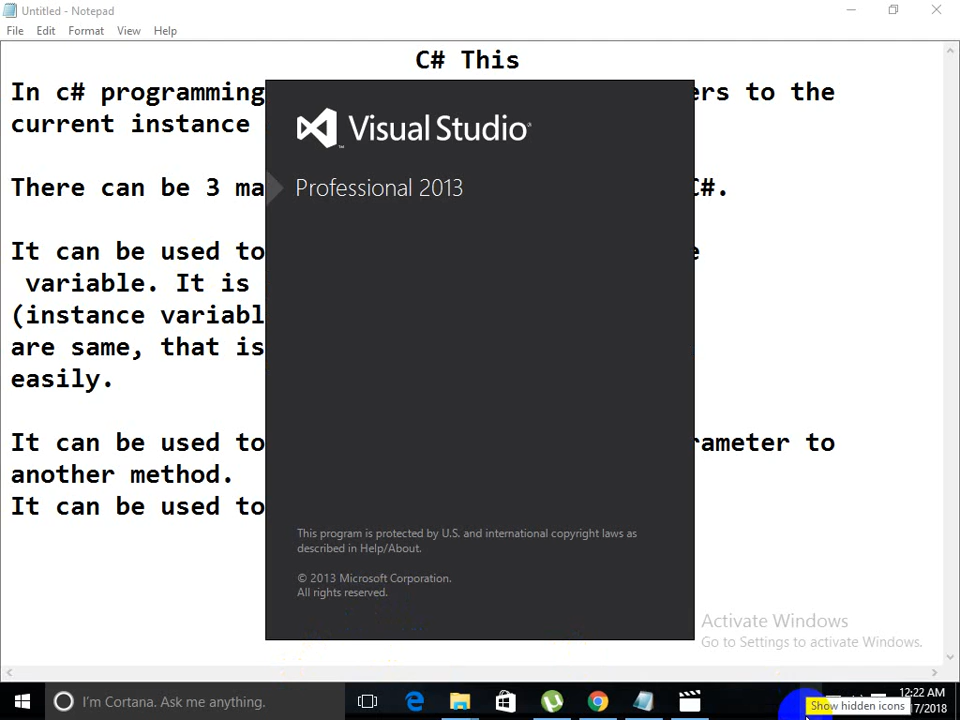 Untitled - Notepad
File Edit Format View Help
C# This
In c# programming
ers to the
current instance
There can be 3 ma
C#.
It can be used to
e
variable. It is
(instance variabl
are same, that is
easily.
It can be used to
rameter to
another method.
It can be used to
Visual Studio
Professional 2013
This program is protected by U.S. and international copyright laws as
described in Help/About.
© 2013 Microsoft Corporation.
All rights reserved.
Activate Windows
Go to Settings to activate Windows.
I'm Cortana. Ask me anything.
Show hidden icons
12:22 AM
17/2018